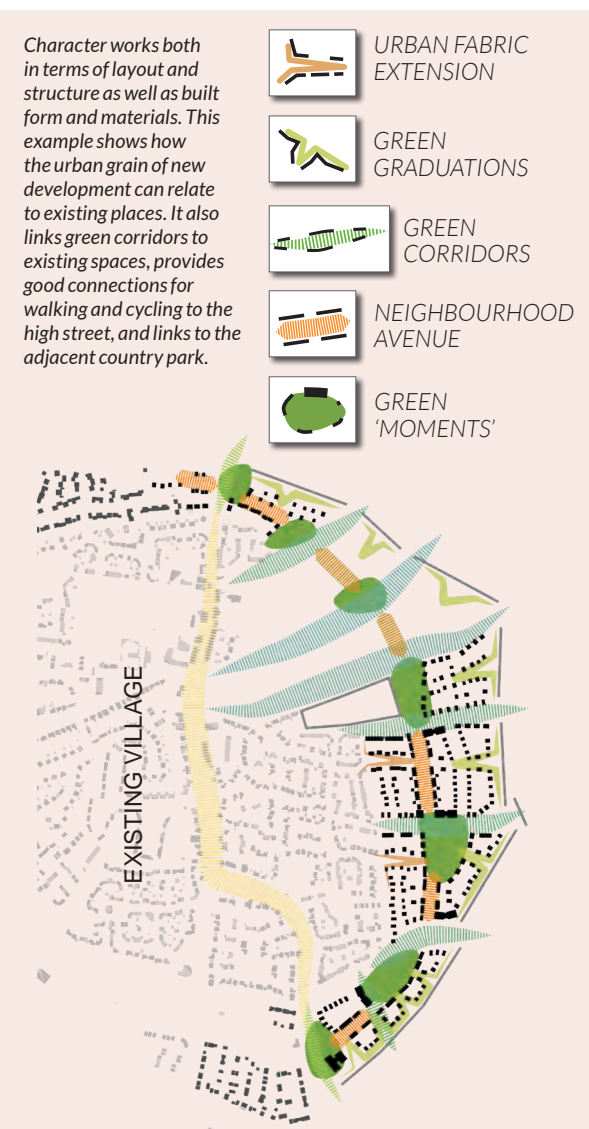 Character works both
in terms of layout and
structure as well as built
form and materials. This
example shows how
the urban grain of new
development can relate
to existing places. It also
links green corridors to
existing spaces, provides
good connections for
walking and cycling to the
high street, and links to the
adjacent country park.
URBAN FABRIC
EXTENSION
GREEN
GRADUATIONS
GREEN
CORRIDORS
NEIGHBOURHOOD
AVENUE
GREEN
‘MOMENTS’
EXISTING VILLAGE